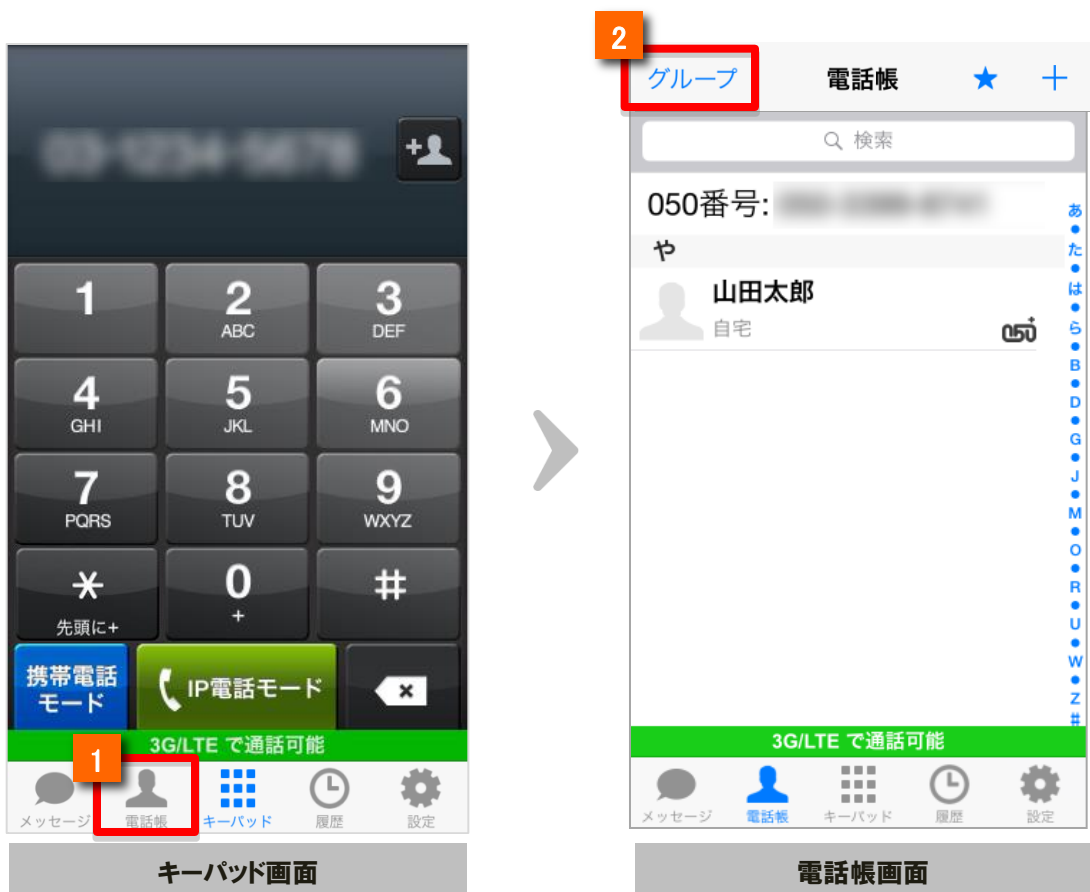 +
1
2
ABC
3
DEF
4
GHI
5
JKL
6
MNO
7
PQRS
8
TUV
9
WXYZ
*
先頭に+
0
+
#
携帯電話
モード
IP電話モード
×
3G/LTE で通話可能
1
メッセージ
電話帳
キーパッド
履歴
設定
キーパッド画面
2
グループ
電話帳
★
+
検索
050番号:
や
山田太郎
自宅
050+
あ
●
た
●
は
●
ら
●
B
●
D
●
G
●
J
●
M
●
O
●
R
●
U
●
W
●
Z
#
3G/LTE で通話可能
メッセージ
電話帳
キーパッド
履歴
設定
電話帳画面